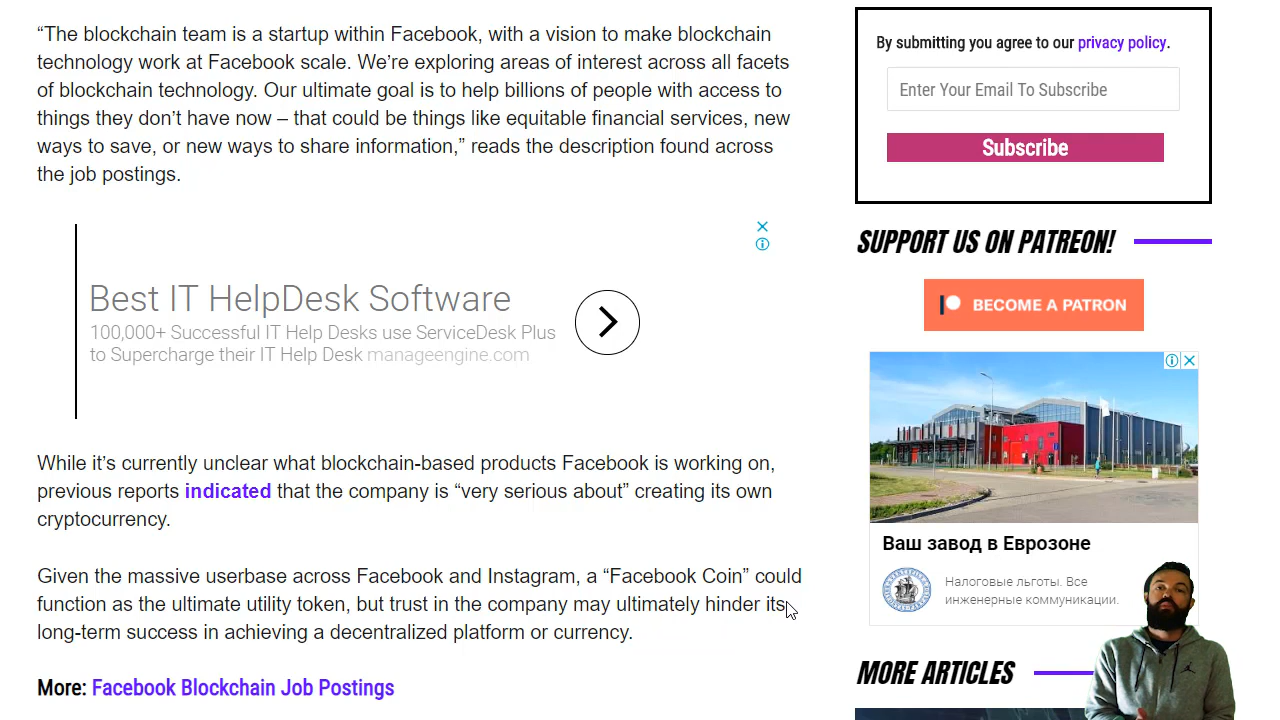 “The blockchain team is a startup within Facebook, with a vision to make blockchain
technology work at Facebook scale. We’re exploring areas of interest across all facets
of blockchain technology. Our ultimate goal is to help billions of people with access to
things they don’t have now – that could be things like equitable financial services, new
ways to save, or new ways to share information,” reads the description found across
the job postings.
Best IT HelpDesk Software
100,000+ Successful IT Help Desks use ServiceDesk Plus
to Supercharge their IT Help Desk manageengine.com
While it’s currently unclear what blockchain-based products Facebook is working on,
previous reports indicated that the company is “very serious about” creating its own
cryptocurrency.
Given the massive userbase across Facebook and Instagram, a “Facebook Coin” could
function as the ultimate utility token, but trust in the company may ultimately hinder its
long-term success in achieving a decentralized platform or currency.
More: Facebook Blockchain Job Postings
By submitting you agree to our privacy policy.
Enter Your Email To Subscribe
Subscribe
SUPPORT US ON PATREON!
BECOME A PATRON
Ваш завод в Еврозоне
Налоговые льготы. Все
инженерные коммуникации.
MORE ARTICLES